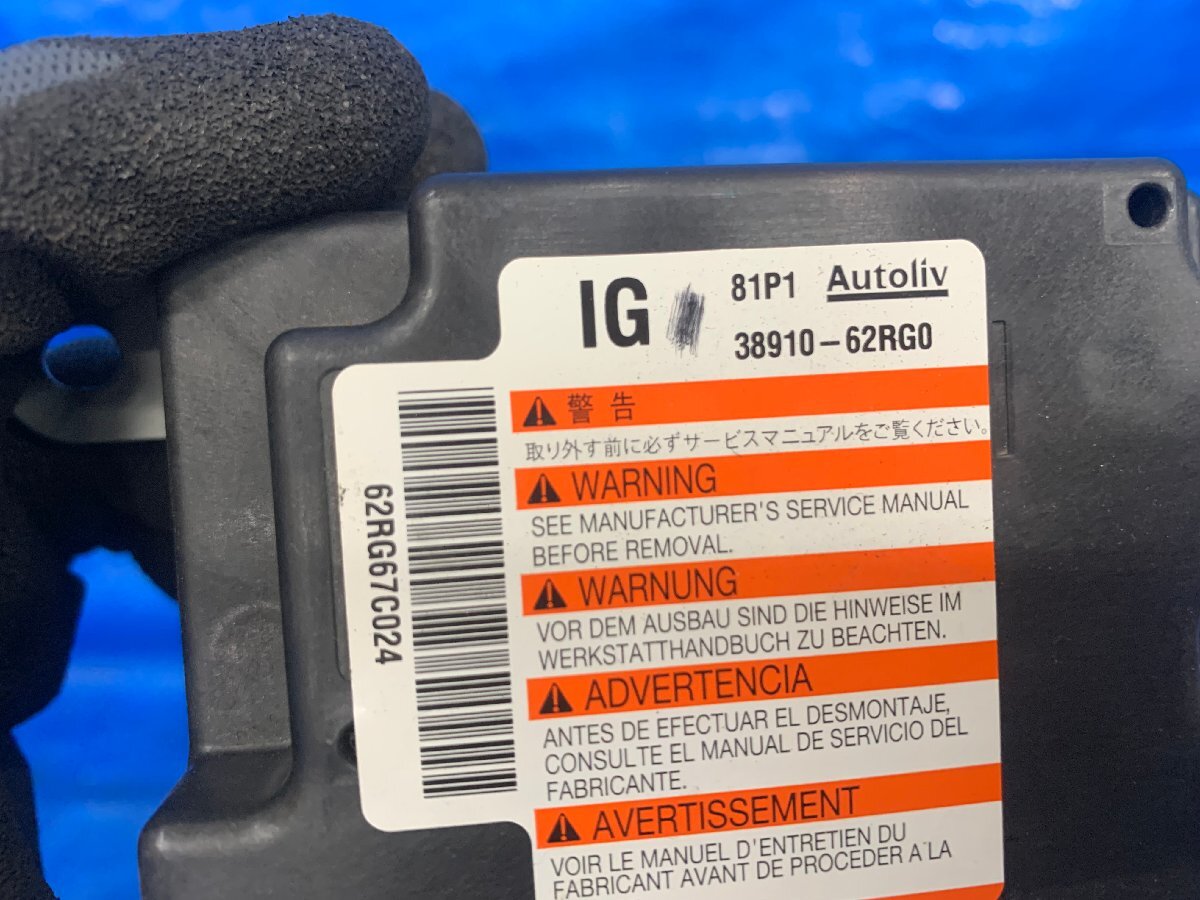 IG
81P1 Autoliv
38910-62RG0
62RG67C024
警告
取り外す前に必ずサービスマニュアルをご覧ください。
WARNING
SEE MANUFACTURER'S SERVICE MANUAL
BEFORE REMOVAL.
WARNUNG
VOR DEM AUSBAU SIND DIE HINWEISE IM
WERKSTATTHANDBUCH ZU BEACHTEN.
ADVERTENCIA
ANTES DE EFECTUAR EL DESMONTAJE,
CONSULTE EL MANUAL DE SERVICIO DEL
FABRICANTE.
AVERTISSEMENT
VOIR LE MANUEL D'ENTRETIEN DU
FABRICANT AVANT DE PROCEDER A LA